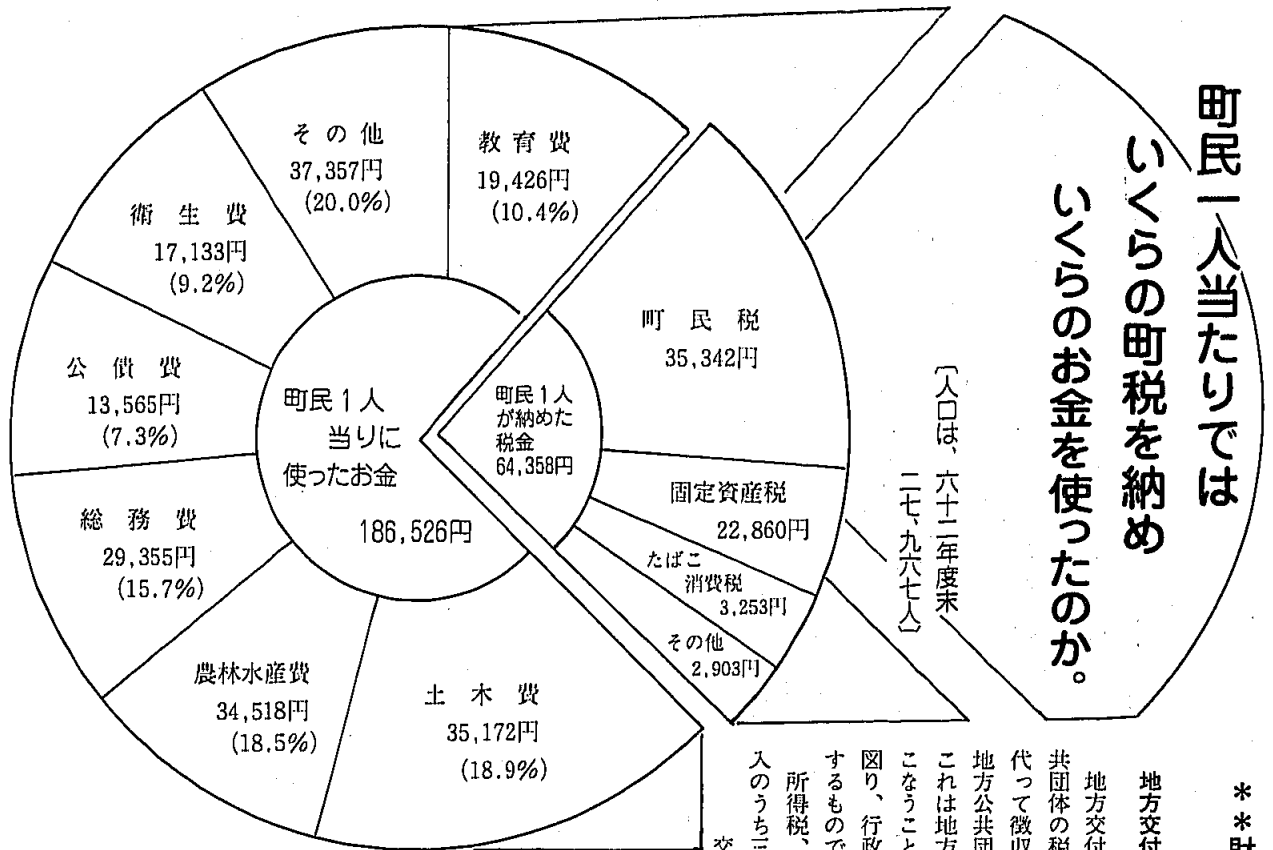 町民一人当たりでは
いくらの町税を納め
いくらのお金を使ったのか。
〔人口は、六十二年度末
二七、九六七人〕
教育費
19,426円
(10.4%)
その他
37,357円
(20.0%)
衛生費
17,133円
(9.2%)
公債費
13,565円
(7.3%)
総務費
29,355円
(15.7%)
農林水産費
34,518円
(18.5%)
土木費
35,172円
(18.9%)
町民1人
当りに
使ったお金
186,526円
町民1人
が納めた
税金
64,358円
町民税
35,342円
固定資産税
22,860円
たばこ
消費税
3,253円
その他
2,903円
＊＊財
地方交付
地方交付
共団体の税
代って徴収
地方公共団
これは地方
こなうこと
図り、行政
するもので
所得税、
入のうち三
交